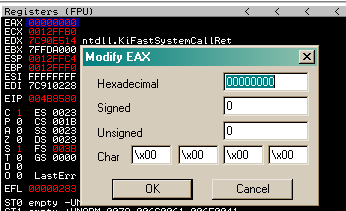 Registers (FPU) < < < <
EAX 00000000
ECX 0012FFB0
EDX 7C90E514 ntdll.KiFastSystemCallRet
EBX 7FFDA000
ESP 0012FFC4
EBP 0012FFF0
ESI FFFFFFFF
EDI 7C910228
EIP
C 1 ES 0023
P 0 CS 001B
A 0 SS 0023
Z 0 DS 0023
S 1 FS
T 0 GS 0000
D 0
O 0 LastErr
EFL
ST0 empty
Modify EAX
Hexadecimal 00000000
Signed 0
Unsigned 0
Char \x00 \x00 \x00 \x00
OK Cancel